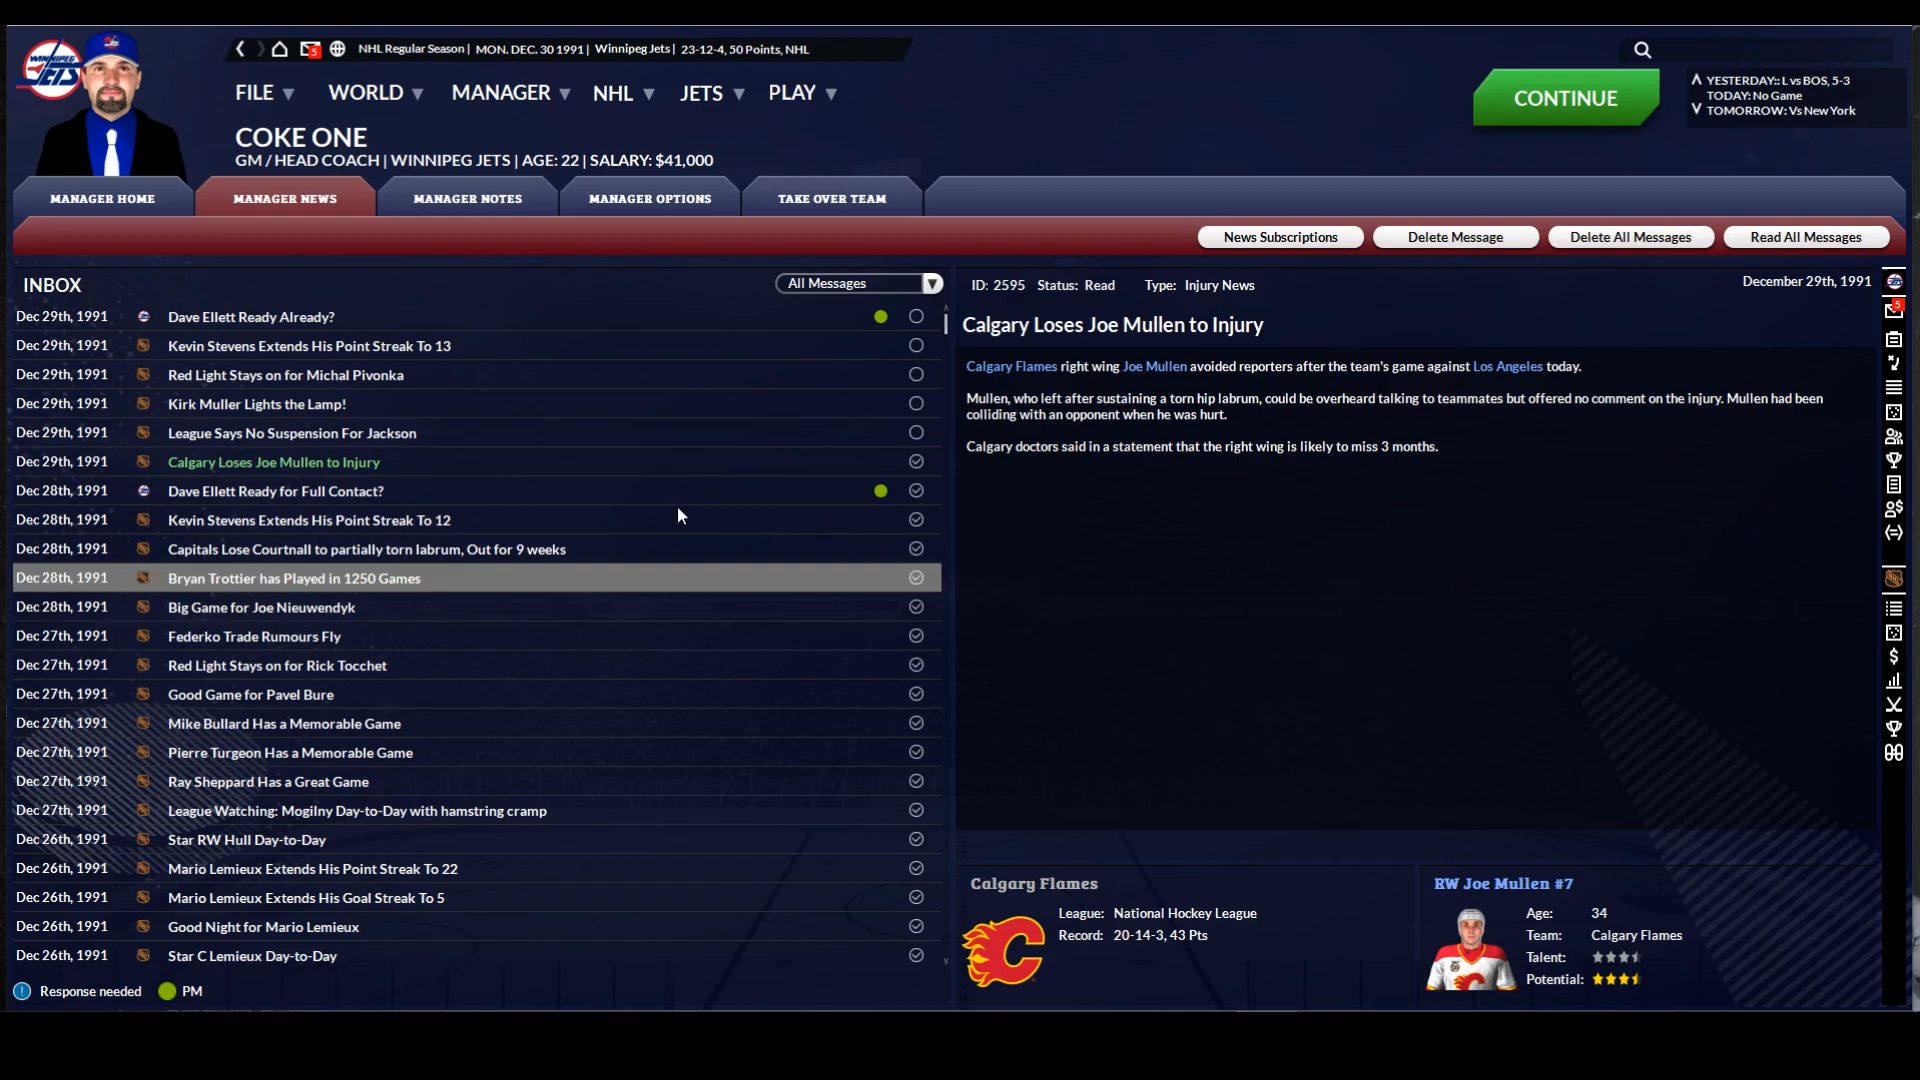 NHL Regular Season | MON. DEC. 30 1991 | Winnipeg Jets | 23-12-4, 50 Points, NHL
5
FILE WORLD MANAGER NHL JETS PLAY
CONTINUE
YESTERDAY:: L vs BOS, 5-3
TODAY: No Game
TOMORROW: Vs New York
WINNIPEG
JETS
COKE ONE
GM / HEAD COACH | WINNIPEG JETS | AGE: 22 | SALARY: $41,000
MANAGER HOME MANAGER NEWS MANAGER NOTES MANAGER OPTIONS TAKE OVER TEAM
News Subscriptions Delete Message Delete All Messages Read All Messages
INBOX All Messages
Dec 29th, 1991 Dave Ellett Ready Already?
Dec 29th, 1991 Kevin Stevens Extends His Point Streak To 13
Dec 29th, 1991 Red Light Stays on for Michal Pivonka
Dec 29th, 1991 Kirk Muller Lights the Lamp!
Dec 29th, 1991 League Says No Suspension For Jackson
Dec 29th, 1991 Calgary Loses Joe Mullen to Injury
Dec 28th, 1991 Dave Ellett Ready for Full Contact?
Dec 28th, 1991 Kevin Stevens Extends His Point Streak To 12
Dec 28th, 1991 Capitals Lose Courtnall to partially torn labrum, Out for 9 weeks
Dec 28th, 1991 Bryan Trottier has Played in 1250 Games
Dec 28th, 1991 Big Game for Joe Nieuwendyk
Dec 27th, 1991 Federko Trade Rumours Fly
Dec 27th, 1991 Red Light Stays on for Rick Tocchet
Dec 27th, 1991 Good Game for Pavel Bure
Dec 27th, 1991 Mike Bullard Has a Memorable Game
Dec 27th, 1991 Pierre Turgeon Has a Memorable Game
Dec 27th, 1991 Ray Sheppard Has a Great Game
Dec 27th, 1991 League Watching: Mogilny Day-to-Day with hamstring cramp
Dec 26th, 1991 Star RW Hull Day-to-Day
Dec 26th, 1991 Mario Lemieux Extends His Point Streak To 22
Dec 26th, 1991 Mario Lemieux Extends His Goal Streak To 5
Dec 26th, 1991 Good Night for Mario Lemieux
Dec 26th, 1991 Star C Lemieux Day-to-Day
Response needed PM
ID: 2595 Status: Read Type: Injury News December 29th, 1991
Calgary Loses Joe Mullen to Injury
Calgary Flames right wing Joe Mullen avoided reporters after the team's game against Los Angeles today.
Mullen, who left after sustaining a torn hip labrum, could be overheard talking to teammates but offered no comment on the injury. Mullen had been
colliding with an opponent when he was hurt.
Calgary doctors said in a statement that the right wing is likely to miss 3 months.
Calgary Flames
League: National Hockey League
Record: 20-14-3, 43 Pts
RW Joe Mullen #7
Age: 34
Team: Calgary Flames
Talent:
Potential:
5